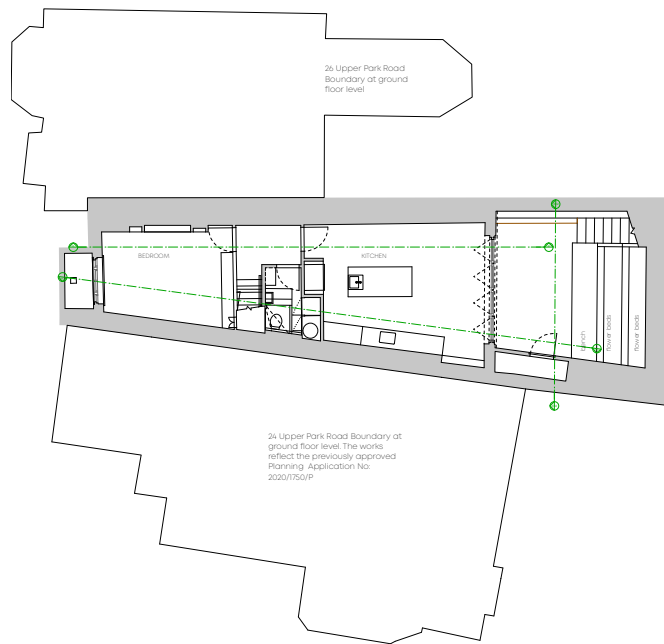 26 Upper Park Road
Boundary at ground
floor level
BEDROOM
KITCHEN
bench
flower beds
flower beds
24 Upper Park Road Boundary at
ground floor level. The works
reflect the previously approved
Planning Application No:
2020/1750/P